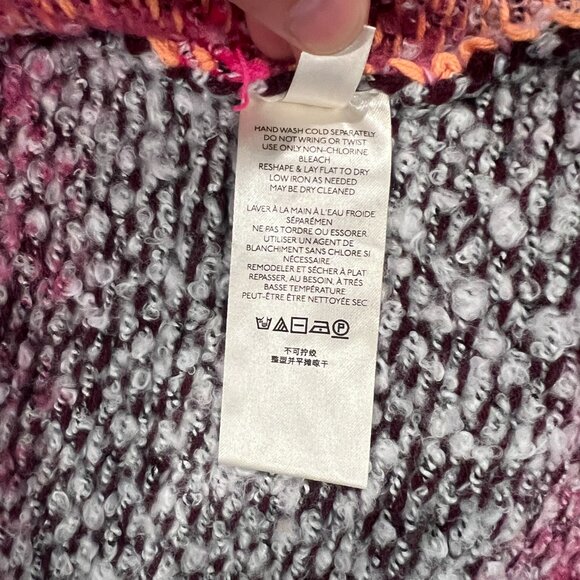 HAND WASH COLD SEPARATELY
DO NOT WRING OR TWIST
USE ONLY NON-CHLORINE
BLEACH
RESHAPE & LAY FLAT TO DRY
LOW IRON AS NEEDED
MAY BE DRY CLEANED
LAVER À LA MAIN À L'EAU FROIDE
SÉPARÉMEN
NE PAS TORDRE OU ESSORER.
UTILISER UN AGENT DE
BLANCHIMENT SANS CHLORE SI
NÉCESSAIRE
REMODELER ET SÉCHER À PLAT
REPASSER, AU BESOIN, À TRÈS
BASSE TEMPÉRATURE
PEUT-ÊTRE ÊTRE NETTOYÉE SEC
P
不可拧绞
整型并平摊晾干